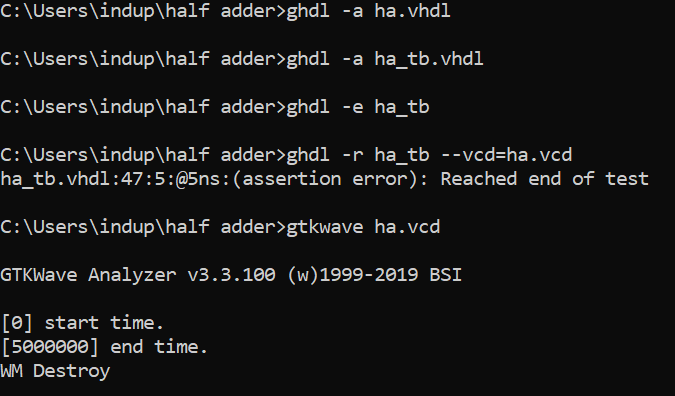 C:\Users\indup\half adder>ghdl -a ha.vhdl
C:\Users\indup\half adder>ghdl -a ha_tb.vhdl
C:\Users\indup\half adder>ghdl -e ha_tb
C:\Users\indup\half adder>ghdl -r ha_tb --vcd=ha.vcd
ha_tb.vhdl:47:5:@5ns:(assertion error): Reached end of test
C:\Users\indup\half adder>gtkwave ha.vcd
GTKWave Analyzer v3.3.100 (w)1999-2019 BSI
[0] start time.
[5000000] end time.
WM Destroy